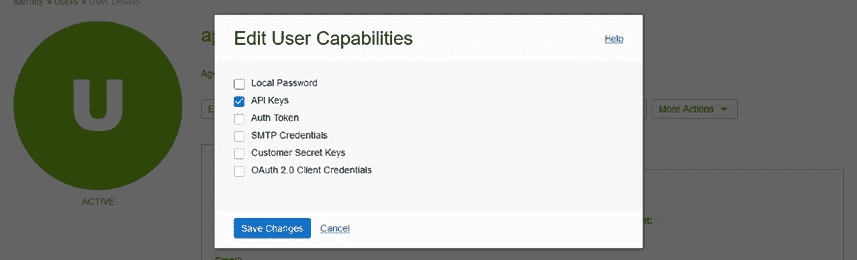 Identity » Users » User Details
Edit User Capabilities
Help
U
Local Password
API Keys
Auth Token
SMTP Credentials
Customer Secret Keys
OAuth 2.0 Client Credentials
More Actions
ACTIVE
Save Changes
Cancel
Email: